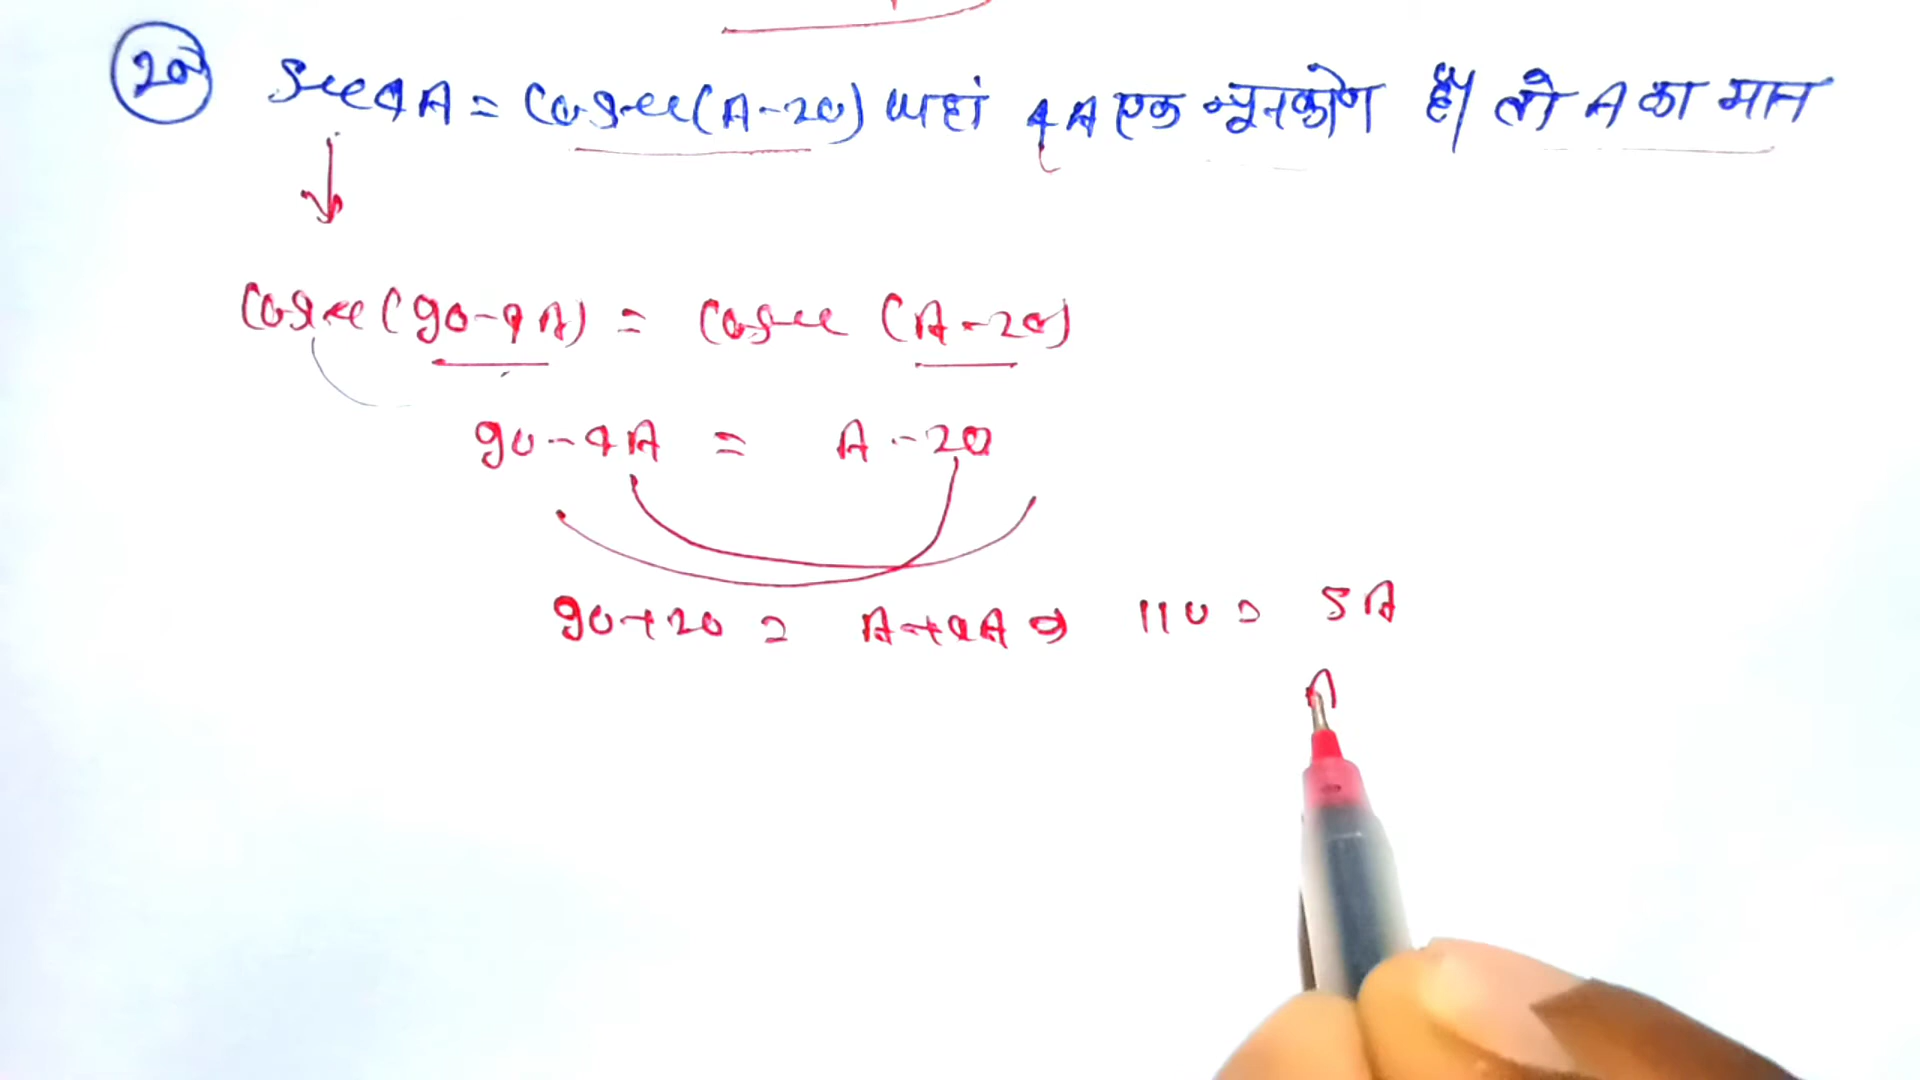 20 Sec4A = Cosec(A-20) यहां 4A एक न्यूनकोण है। तो A का मान
Cosec(90-4A) = Cosec (A-20)
90-4A = A-20
90+20 = A+4A ⇒ 110 = 5A
A